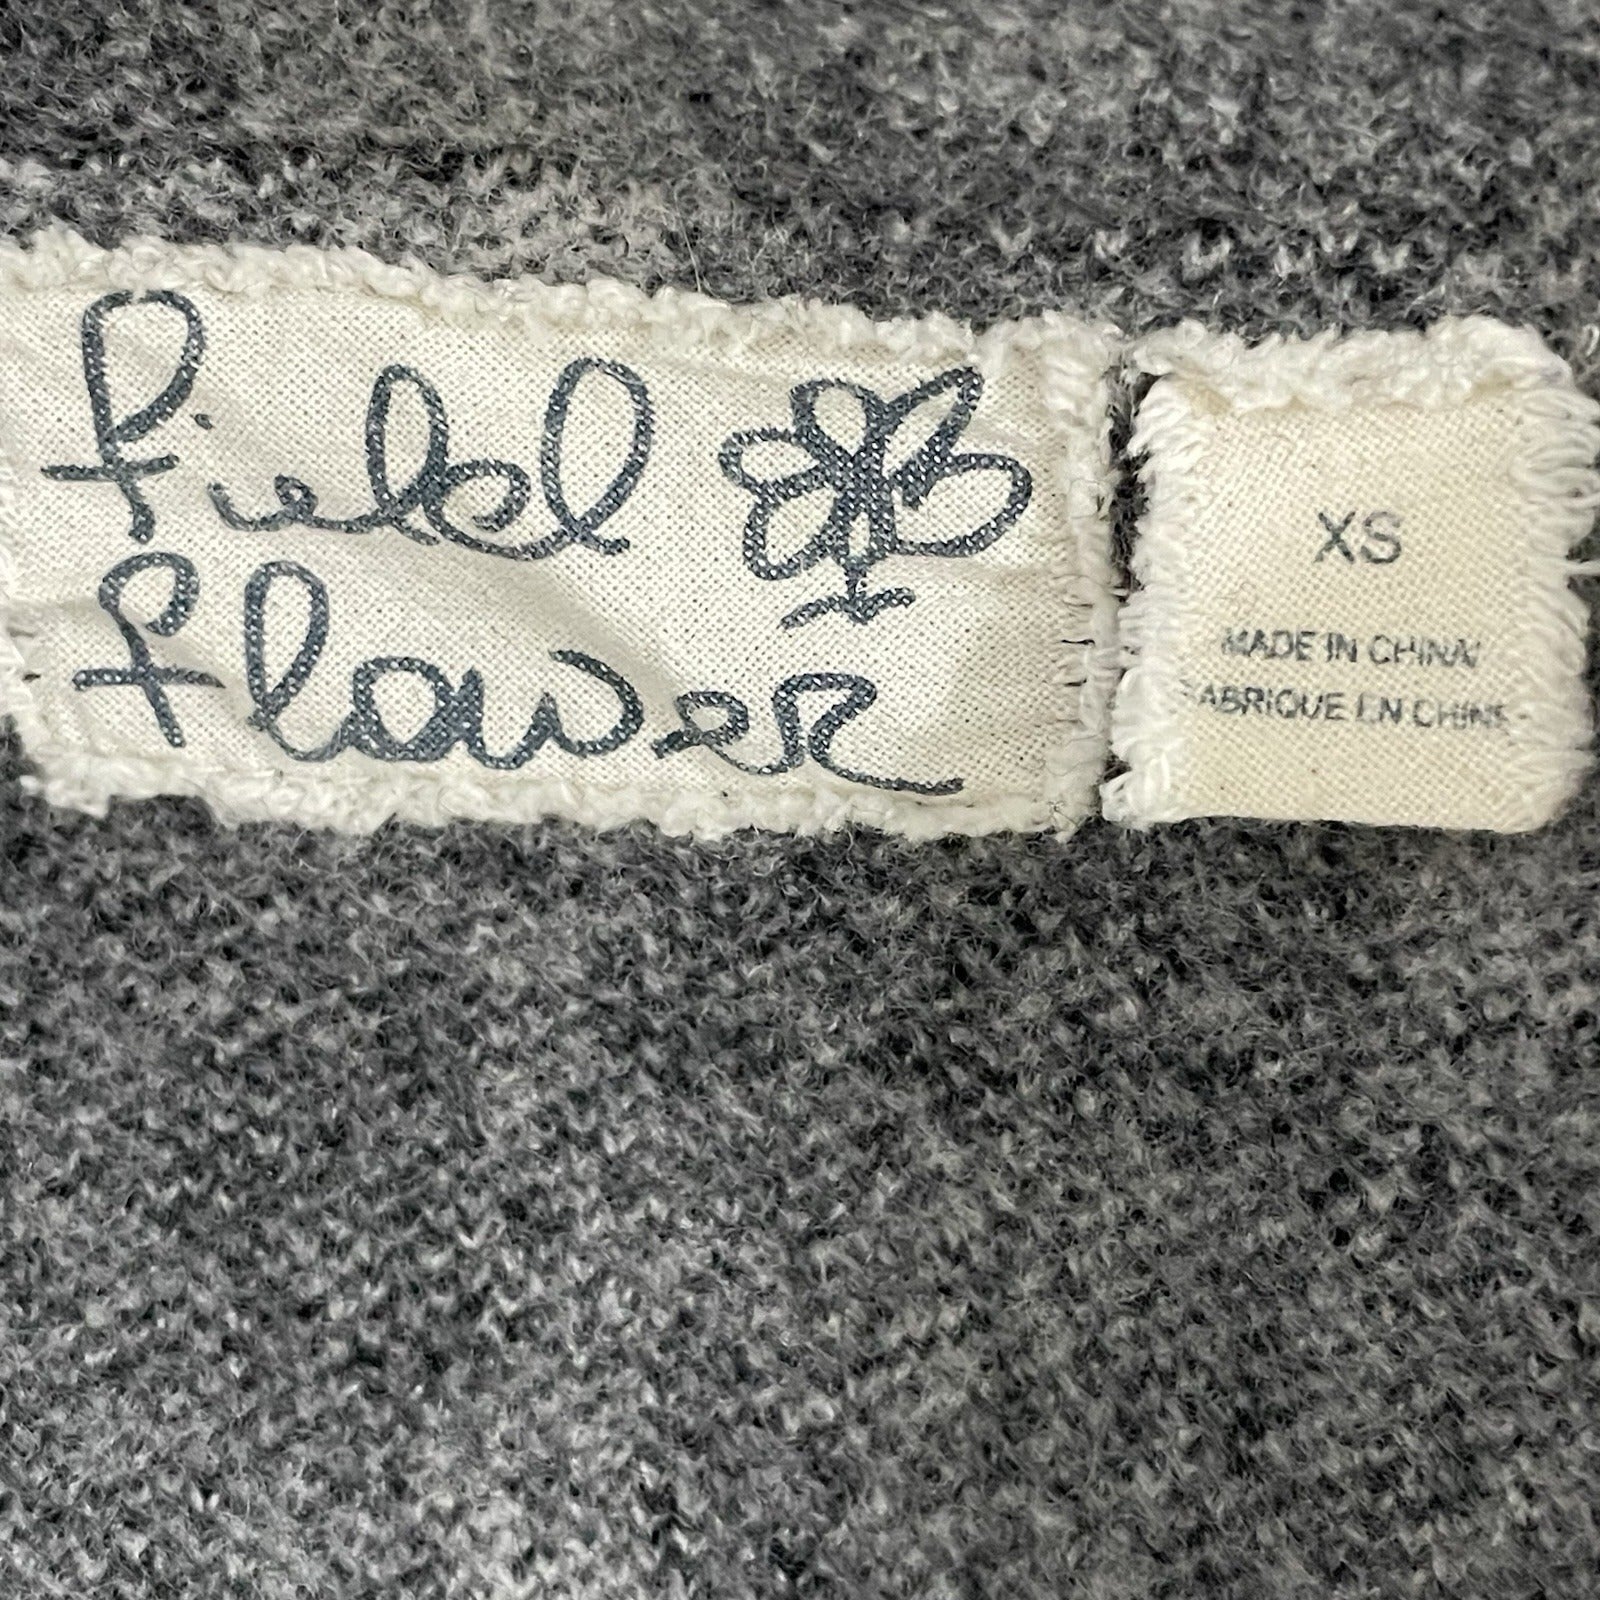 field
flower
XS
MADE IN CHINA/
FABRIQUE EN CHINE